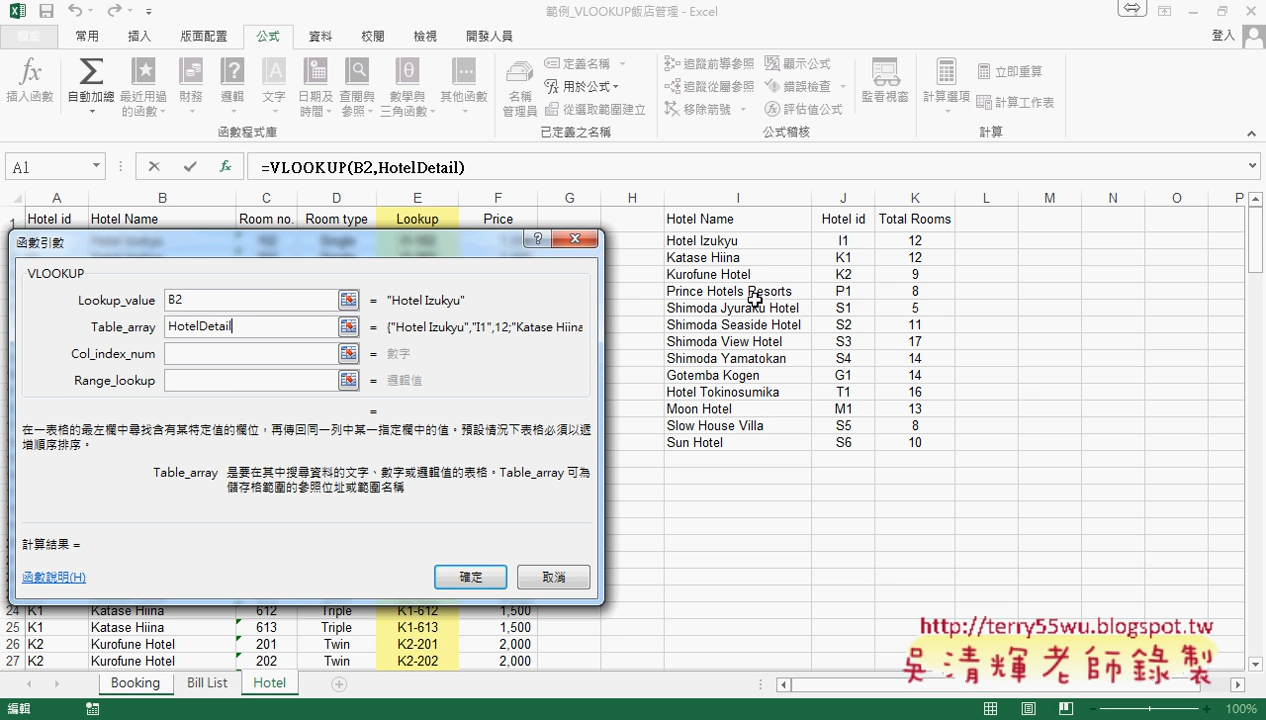 範例_VLOOKUP飯店管理 - Excel
檔案 常用 插入 版面配置 公式 資料 校閱 檢視 開發人員 登入
插入函數 自動加總 最近用過的函數 財務 邏輯 文字 日期及時間 查閱與參照 數學與三角函數 其他函數
函數程式庫
名稱管理員 定義名稱 用於公式 從選取範圍建立
已定義之名稱
追蹤前導參照 追蹤從屬參照 移除箭號 顯示公式 錯誤檢查 評估值公式 監看視窗
公式稽核
計算選項 立即重算 計算工作表
計算
A1 fx =VLOOKUP(B2,HotelDetail)
A B C D E F G H I J K L M N O P
1 Hotel id Hotel Name Room no. Room type Lookup Price Hotel Name Hotel id Total Rooms
Hotel Izukyu I1 12
Katase Hiina K1 12
Kurofune Hotel K2 9
Prince Hotels Resorts P1 8
Shimoda Jyuraku Hotel S1 5
Shimoda Seaside Hotel S2 11
Shimoda View Hotel S3 17
Shimoda Yamatokan S4 14
Gotemba Kogen G1 14
Hotel Tokinosumika T1 16
Moon Hotel M1 13
Slow House Villa S5 8
Sun Hotel S6 10
函數引數
VLOOKUP
Lookup_value B2 = "Hotel Izukyu"
Table_array HotelDetail = {"Hotel Izukyu","I1",12;"Katase Hiina
Col_index_num = 數字
Range_lookup = 邏輯值
=
在一表格的最左欄中尋找含有某特定值的欄位，再傳回同一列中某一指定欄中的值。預設情況下表格必須以遞
增順序排序。
Table_array 是要在其中搜尋資料的文字、數字或邏輯值的表格。Table_array 可為
儲存格範圍的參照位址或範圍名稱
計算結果 =
函數說明(H) 確定 取消
24 K1 Katase Hiina 612 Triple K1-612 1,500
25 K1 Katase Hiina 613 Triple K1-613 1,500
26 K2 Kurofune Hotel 201 Twin K2-201 2,000
27 K2 Kurofune Hotel 202 Twin K2-202 2,000
http://terry55wu.blogspot.tw
吳清輝老師錄製
Booking Bill List Hotel
編輯 100%